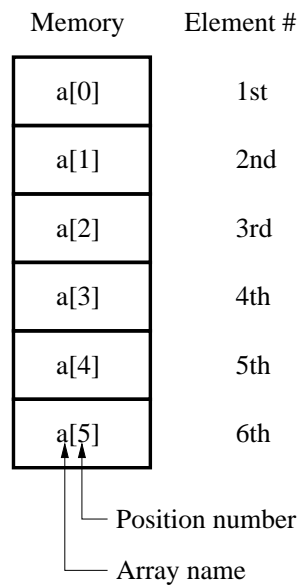 Memory Element #
a[0] 1st
a[1] 2nd
a[2] 3rd
a[3] 4th
a[4] 5th
a[5] 6th
Position number
Array name